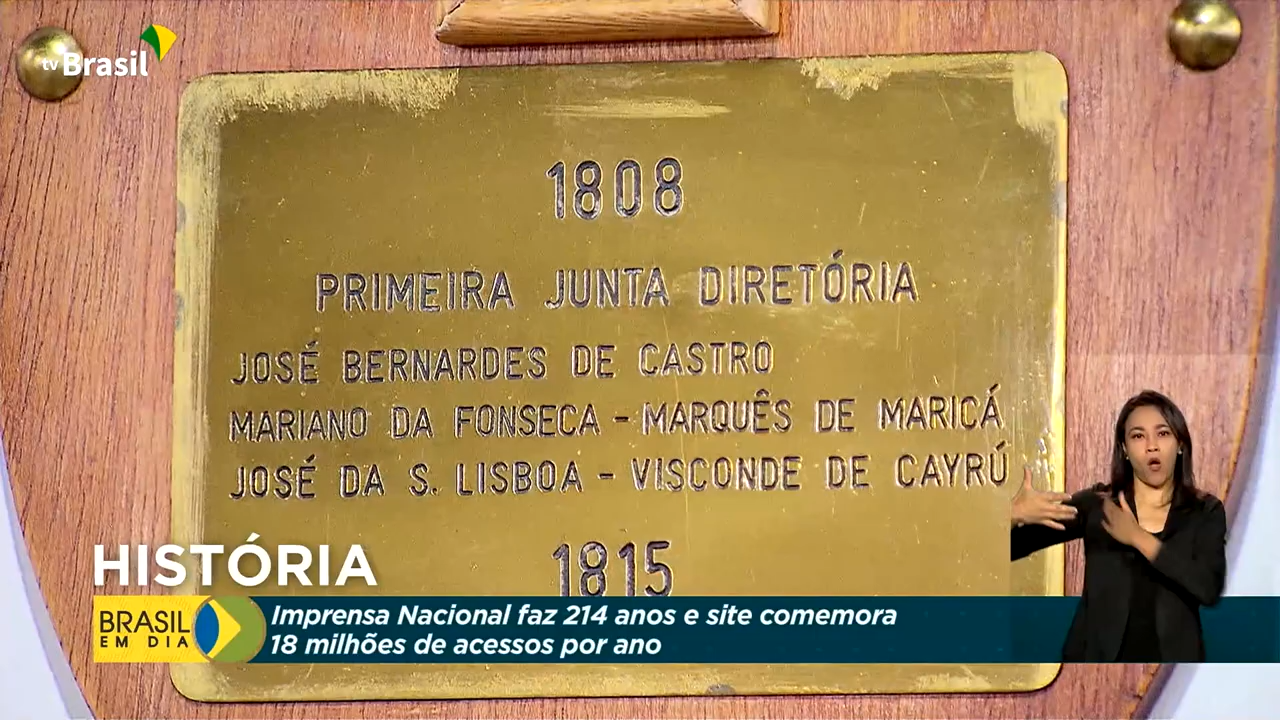 tv Brasil
1808
PRIMEIRA JUNTA DIRETÓRIA
JOSÉ BERNARDES DE CASTRO
MARIANO DA FONSECA - MARQUÊS DE MARICÁ
JOSÉ DA S. LISBOA - VISCONDE DE CAYRÚ
1815
HISTÓRIA
BRASIL
EM DIA
Imprensa Nacional faz 214 anos e site comemora
18 milhões de acessos por ano